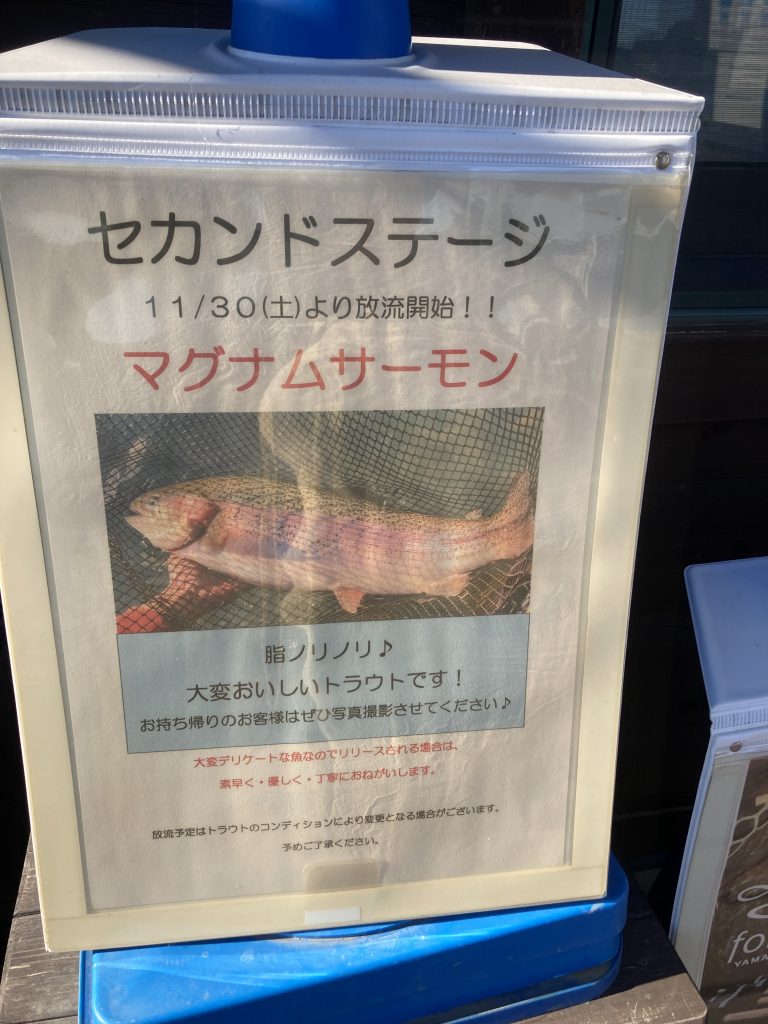 セカンドステージ
11/30(土)より放流開始！！
マグナムサーモン
脂ノリノリ♪
大変おいしいトラウトです！
お持ち帰りのお客様はぜひ写真撮影させてください♪
大変デリケートな魚なのでリリースされる場合は、
素早く・優しく・丁寧におねがいします。
放流予定はトラウトのコンディションにより変更となる場合がございます。
予めご了承ください。